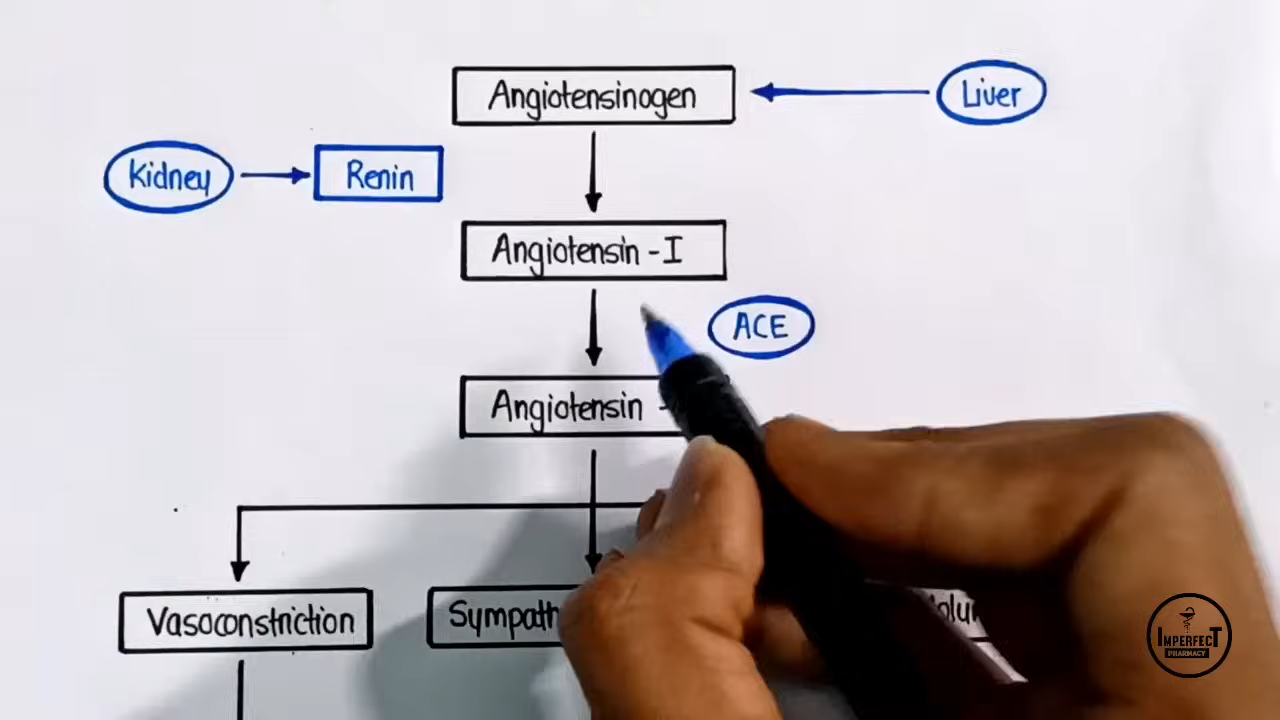 Angiotensinogen
Liver
Kidney
Renin
Angiotensin - I
ACE
Angiotensin -
Vasoconstriction
Sympath
IMPERFECT
PHARMACY